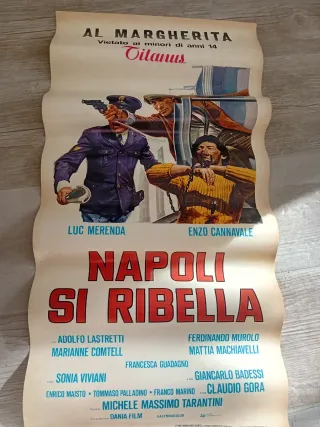 AL MARGHERITA
Vietato ai minori di anni 14
Titanus
LUC MERENDA ENZO CANNAVALE
NAPOLI
SI RIBELLA
ADOLFO LASTRETTI FERDINANDO MUROLO
MARIANNE COMTELL MATTIA MACHIAVELLI
FRANCESCA GUADAGNO
SONIA VIVIANI GIANCARLO BADESSI
ENRICO MAISTO · TOMMASO PALLADINO · FRANCO MARINO CLAUDIO GORA
MICHELE MASSIMO TARANTINI
DANIA FILM